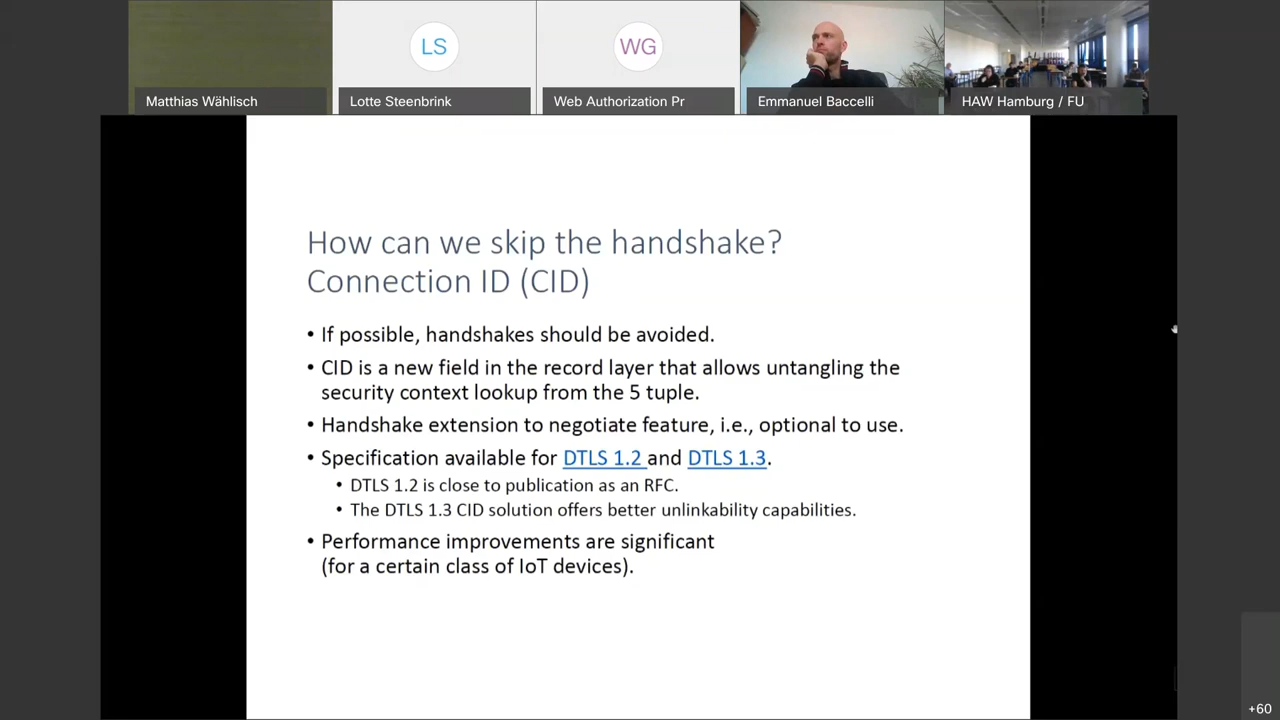 LS
WG
Matthias Wählisch
Lotte Steenbrink
Web Authorization Pr
Emmanuel Baccelli
HAW Hamburg / FU
How can we skip the handshake?
Connection ID (CID)
• If possible, handshakes should be avoided.
• CID is a new field in the record layer that allows untangling the
security context lookup from the 5 tuple.
• Handshake extension to negotiate feature, i.e., optional to use.
• Specification available for DTLS 1.2 and DTLS 1.3.
• DTLS 1.2 is close to publication as an RFC.
• The DTLS 1.3 CID solution offers better unlinkability capabilities.
• Performance improvements are significant
(for a certain class of IoT devices).
+60